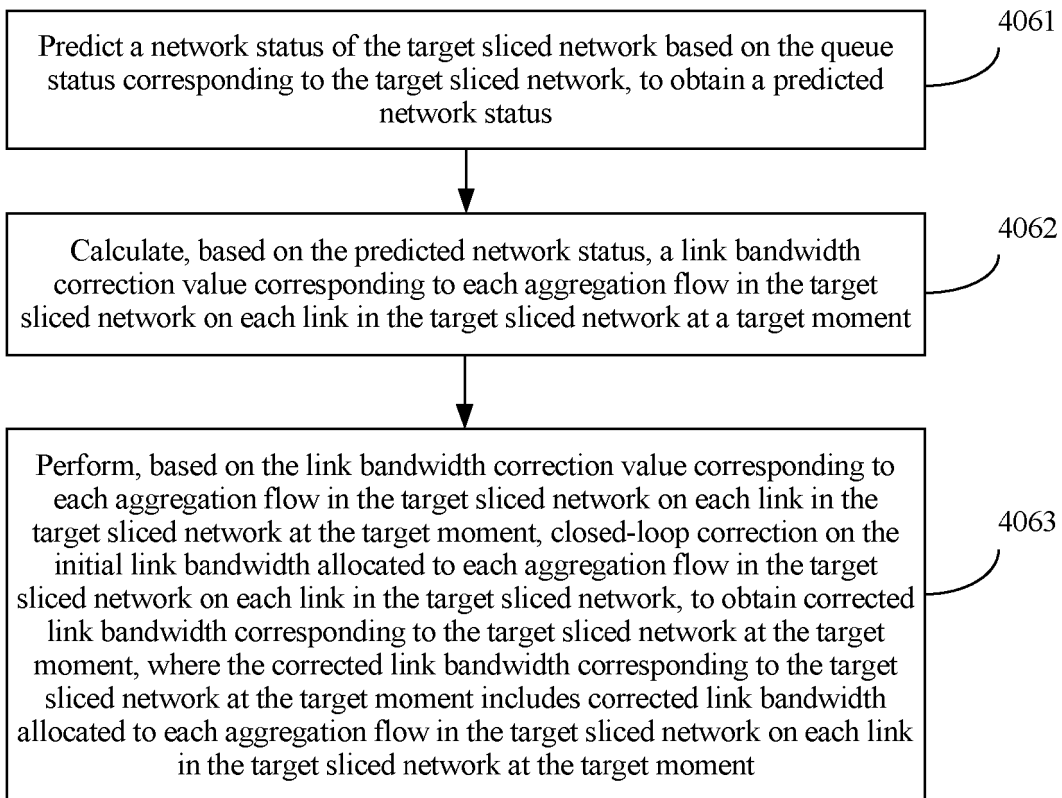 4061
Predict a network status of the target sliced network based on the queue
status corresponding to the target sliced network, to obtain a predicted
network status
4062
Calculate, based on the predicted network status, a link bandwidth
correction value corresponding to each aggregation flow in the target
sliced network on each link in the target sliced network at a target moment
4063
Perform, based on the link bandwidth correction value corresponding to
each aggregation flow in the target sliced network on each link in the
target sliced network at the target moment, closed-loop correction on the
initial link bandwidth allocated to each aggregation flow in the target
sliced network on each link in the target sliced network, to obtain corrected
link bandwidth corresponding to the target sliced network at the target
moment, where the corrected link bandwidth corresponding to the target
sliced network at the target moment includes corrected link bandwidth
allocated to each aggregation flow in the target sliced network on each link
in the target sliced network at the target moment